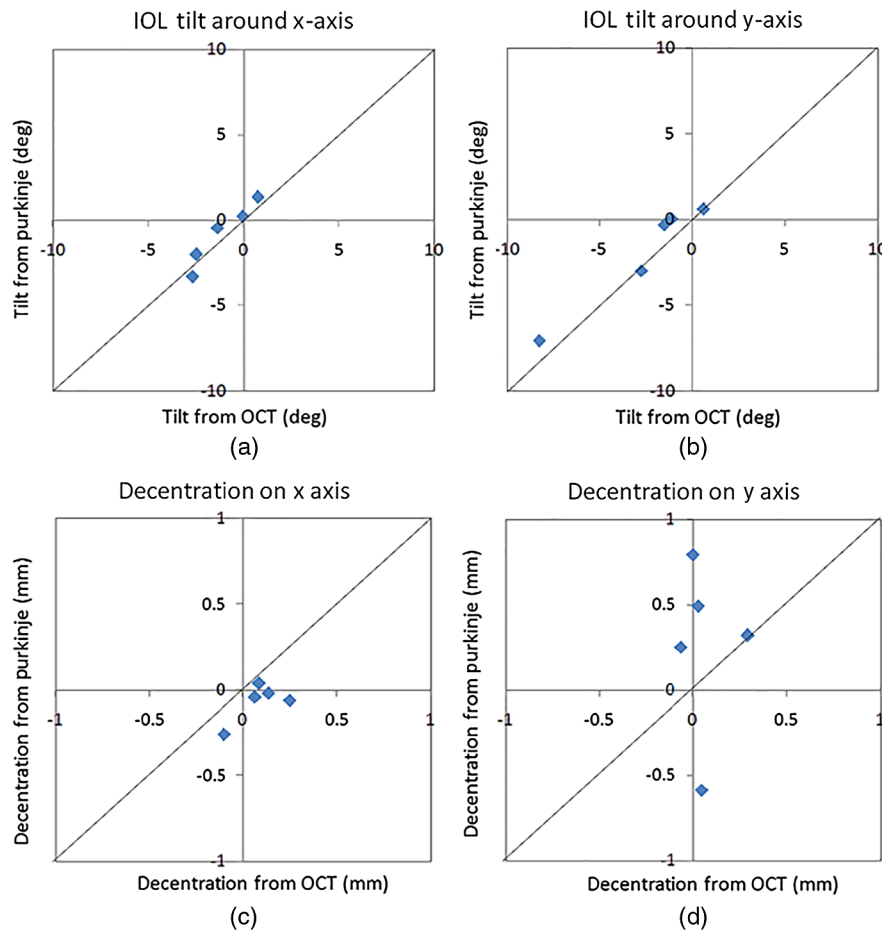 IOL tilt around x-axis
10
5
0
-10 -5 0 5 10
-5
-10
Tilt from purkinje (deg)
Tilt from OCT (deg)
(a)
IOL tilt around y-axis
10
5
0
-10 -5 0 5 10
-5
-10
Tilt from purkinje (deg)
Tilt from OCT (deg)
(b)
Decentration on x axis
1
0.5
0
-1 -0.5 0 0.5 1
-0.5
-1
Decentration from purkinje (mm)
Decentration from OCT (mm)
(c)
Decentration on y axis
1
0.5
0
-1 -0.5 0 0.5 1
-0.5
-1
Decentration from purkinje (mm)
Decentration from OCT (mm)
(d)